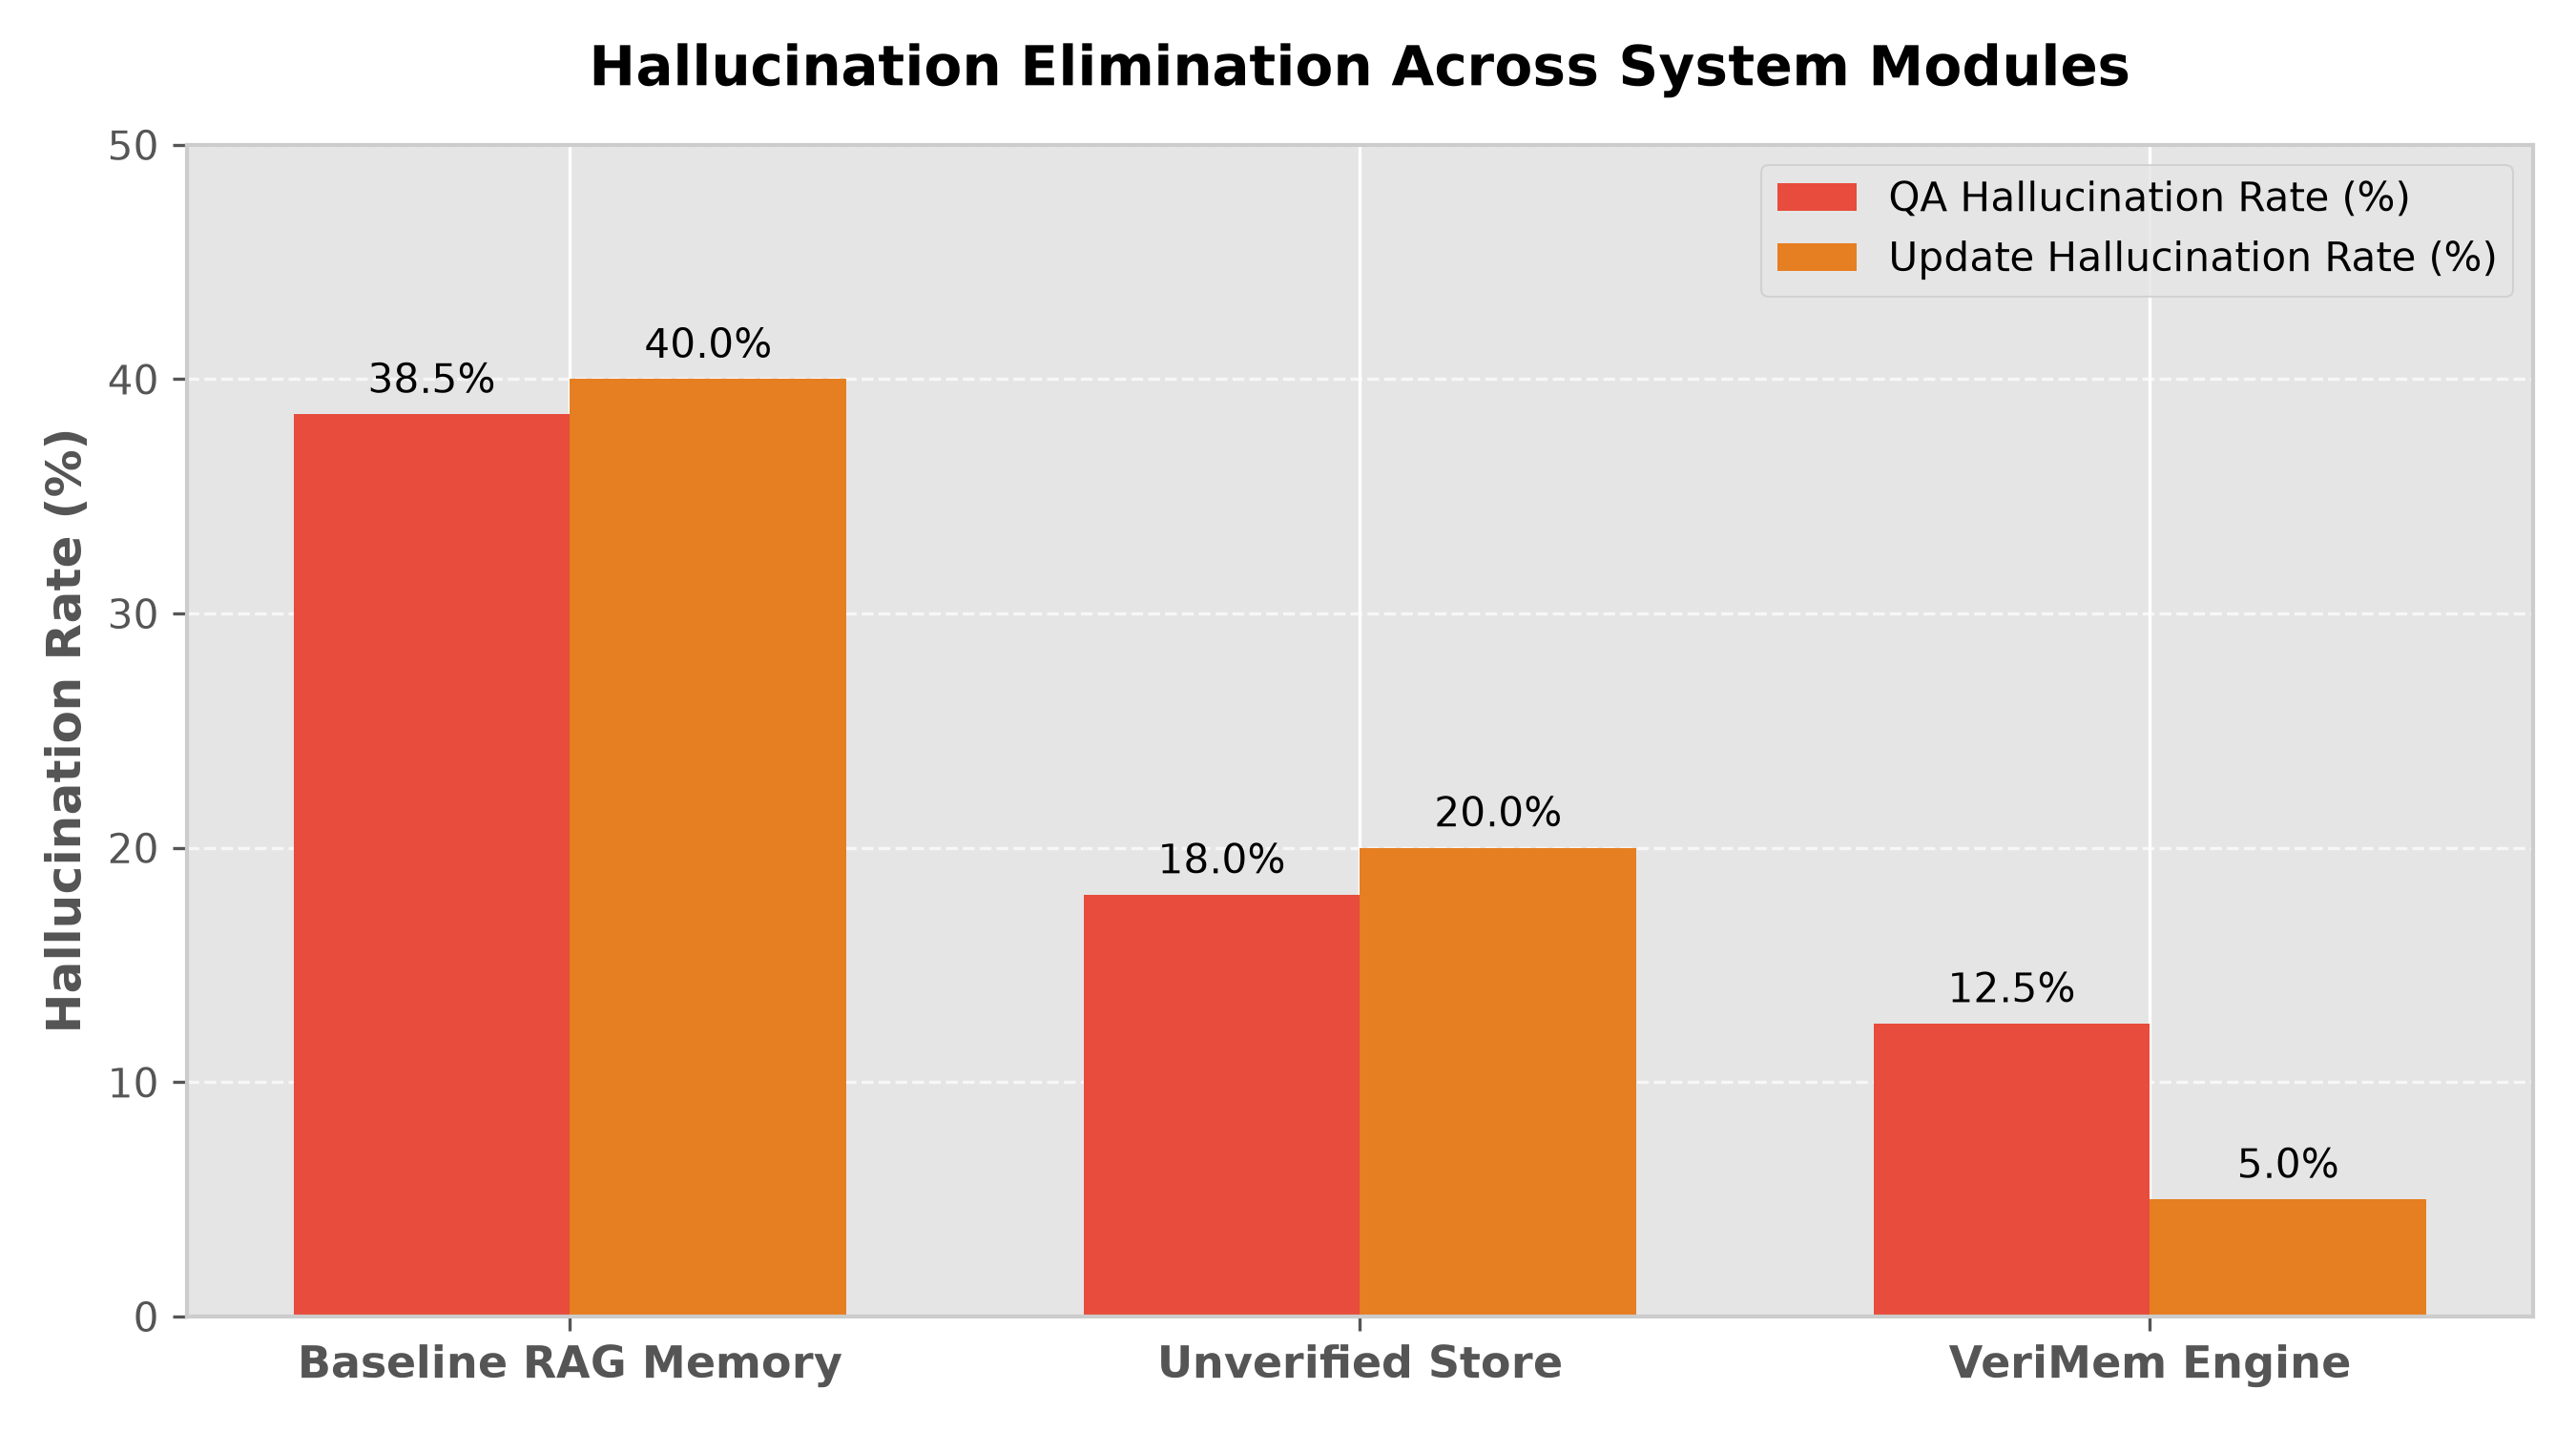 Hallucination Elimination Across System Modules
Hallucination Rate (%)
50
40
30
20
10
0
QA Hallucination Rate (%)
Update Hallucination Rate (%)
38.5%
40.0%
18.0%
20.0%
12.5%
5.0%
Baseline RAG Memory
Unverified Store
VeriMem Engine